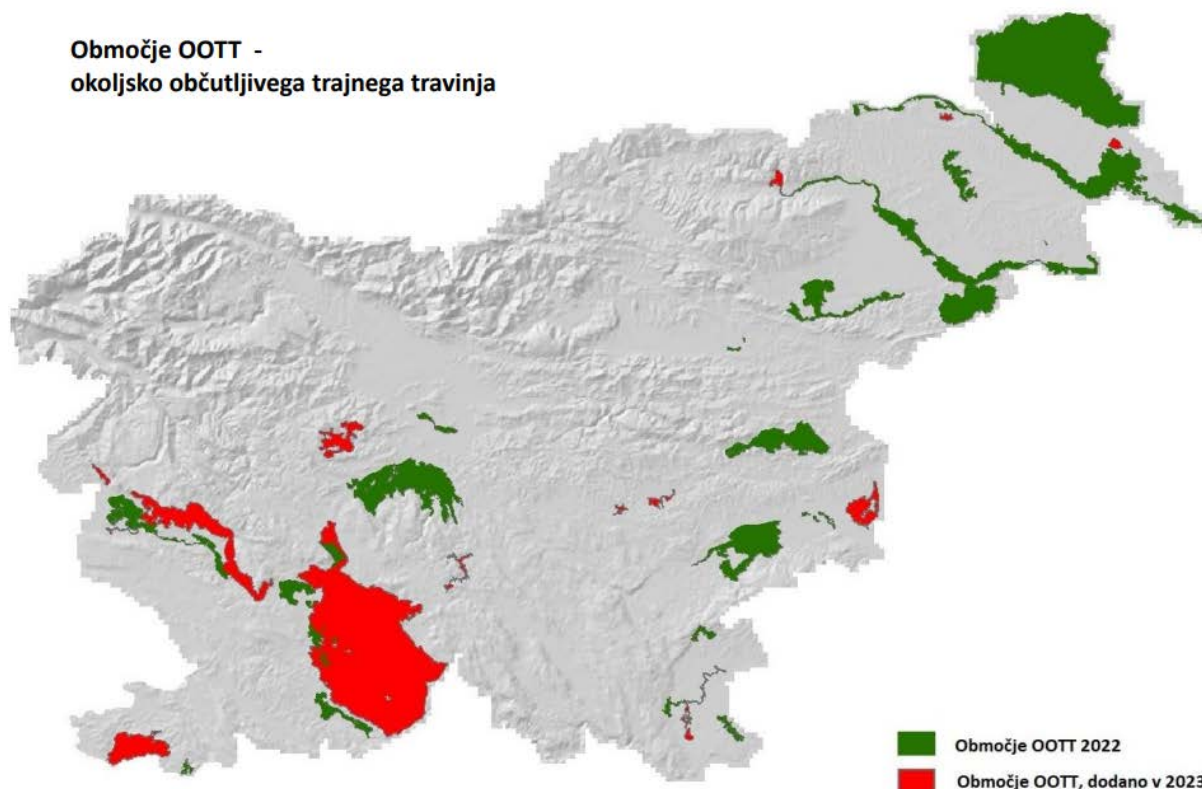 Območje OOTT -
okoljsko občutljivega trajnega travinja
Območje OOTT 2022
Območje OOTT, dodano v 2023